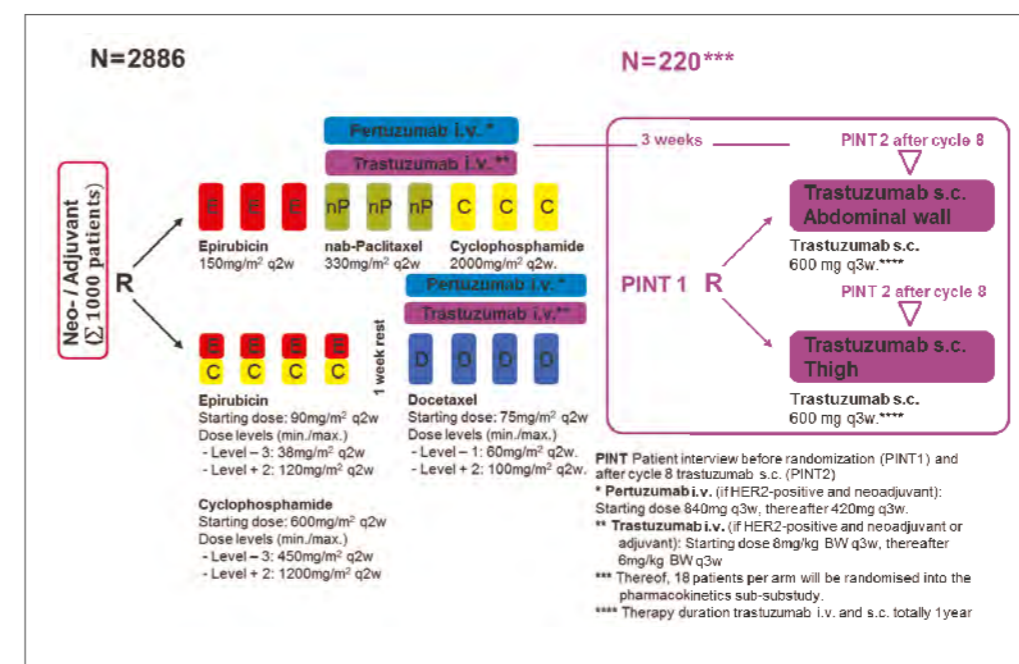 N=2886
N=220***
Neo- / Adjuvant
(∑ 1000 patients)
R
Pertuzumab i.v. *
Trastuzumab i.v. **
E E E nP nP nP C C C
Epirubicin
150mg/m² q2w
nab-Paclitaxel
330mg/m² q2w
Cyclophosphamide
2000mg/m² q2w.
Pertuzumab i.v. *
Trastuzumab i.v.**
E E E E
C C C C
1 week rest
D D D D
Epirubicin
Starting dose: 90mg/m² q2w
Dose levels (min./max.)
- Level – 3: 38mg/m² q2w
- Level + 2: 120mg/m² q2w
Cyclophosphamide
Starting dose: 600mg/m² q2w
Dose levels (min./max.)
- Level – 3: 450mg/m² q2w
- Level + 2: 1200mg/m² q2w
Docetaxel
Starting dose: 75mg/m² q2w
Dose levels (min./max.)
- Level – 1: 60mg/m² q2w.
- Level + 2: 100mg/m² q2w.
3 weeks
PINT 1 R
PINT 2 after cycle 8
Trastuzumab s.c.
Abdominal wall
Trastuzumab s.c.
600 mg q3w.****
PINT 2 after cycle 8
Trastuzumab s.c.
Thigh
Trastuzumab s.c.
600 mg q3w.****
PINT Patient interview before randomization (PINT1) and
after cycle 8 trastuzumab s.c. (PINT2)
* Pertuzumab i.v. (if HER2-positive and neoadjuvant):
Starting dose 840mg q3w, thereafter 420mg q3w.
** Trastuzumab i.v. (if HER2-positive and neoadjuvant or
adjuvant): Starting dose 8mg/kg BW q3w, thereafter
6mg/kg BW q3w
*** Thereof, 18 patients per arm will be randomised into the
pharmacokinetics sub-substudy.
**** Therapy duration trastuzumab i.v. and s.c. totally 1 year